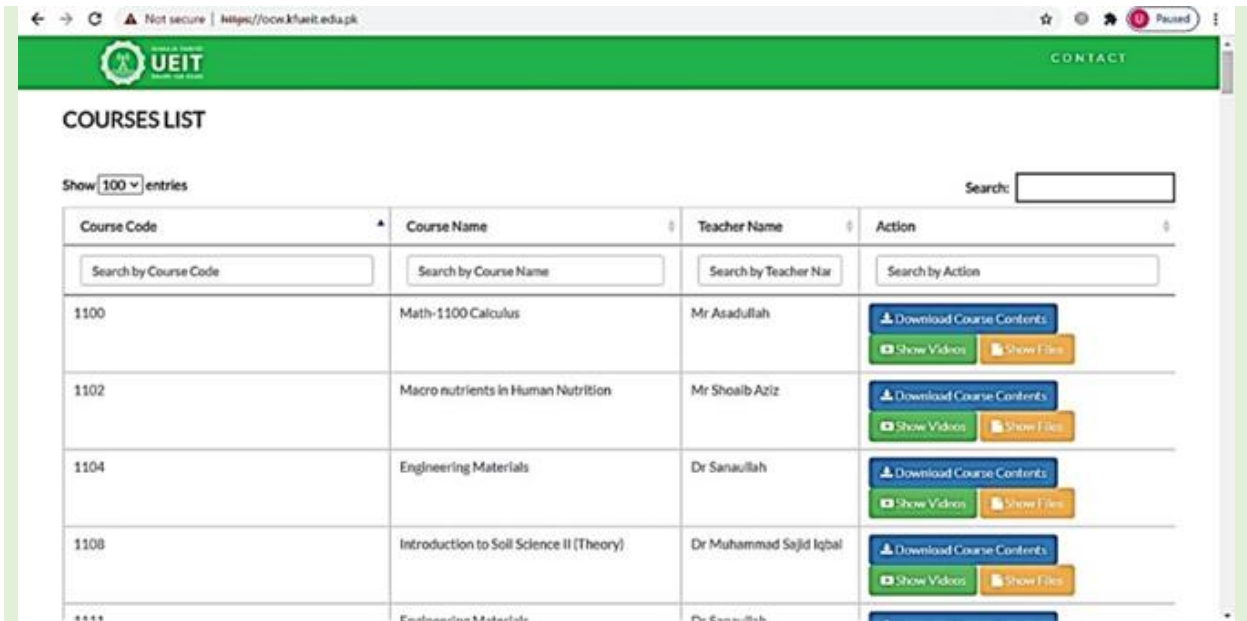 Not secure | https://ocw.kfueit.edu.pk
U Paused
UEIT
CONTACT
COURSES LIST
Show 100 entries
Search:
Course Code Course Name Teacher Name Action
Search by Course Code Search by Course Name Search by Teacher Nar Search by Action
1100 Math-1100 Calculus Mr Asadullah Download Course Contents
Show Videos Show Files
1102 Macro nutrients in Human Nutrition Mr Shoaib Aziz Download Course Contents
Show Videos Show Files
1104 Engineering Materials Dr Sanaullah Download Course Contents
Show Videos Show Files
1108 Introduction to Soil Science II (Theory) Dr Muhammad Sajid Iqbal Download Course Contents
Show Videos Show Files
1111 Engineering Materials Dr Sanaullah